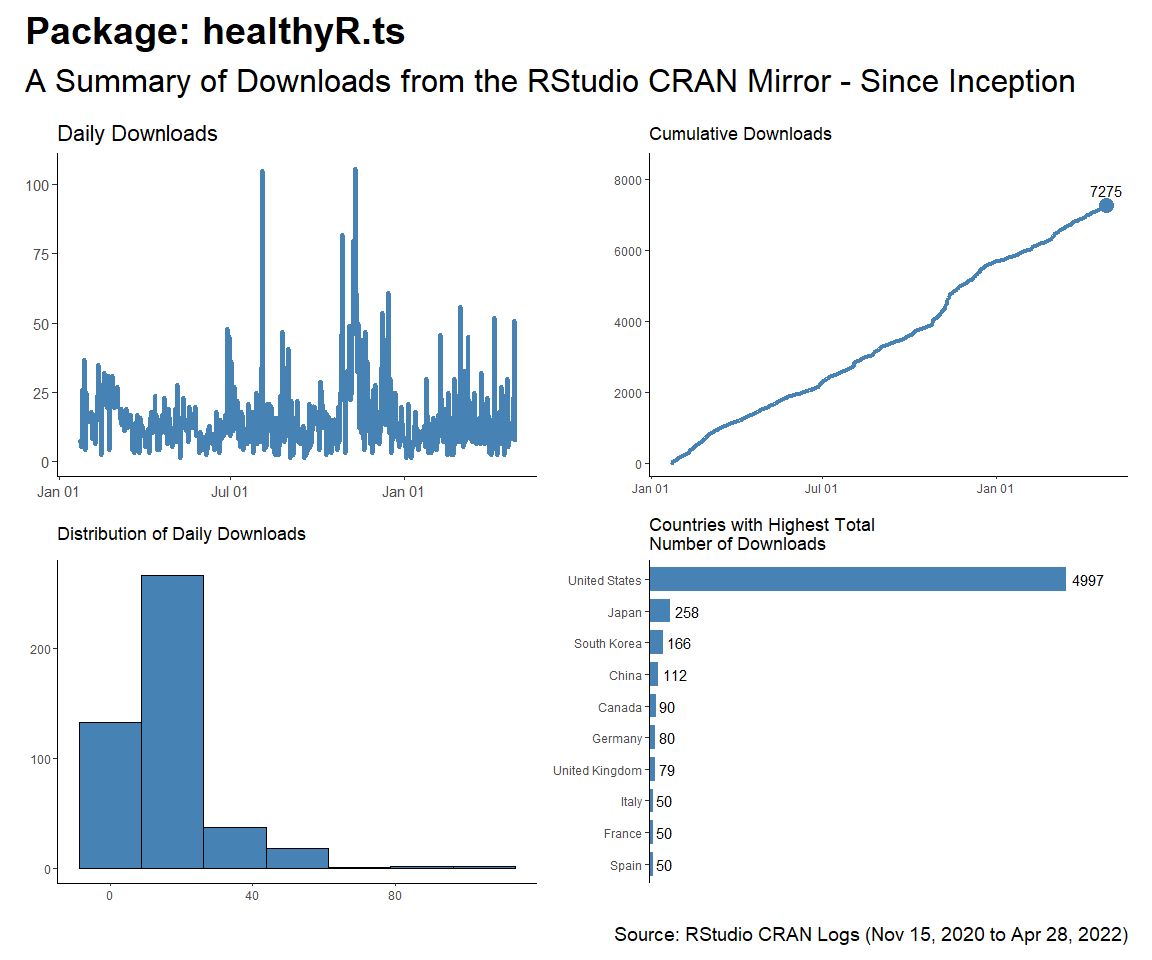 Package: healthyR.ts
A Summary of Downloads from the RStudio CRAN Mirror - Since Inception
Daily Downloads
100
75
50
25
0
Jan 01
Jul 01
Jan 01
Cumulative Downloads
8000
6000
4000
2000
0
7275
Jan 01
Jul 01
Jan 01
Distribution of Daily Downloads
200
100
0
0
40
80
Countries with Highest Total
Number of Downloads
United States 4997
Japan 258
South Korea 166
China 112
Canada 90
Germany 80
United Kingdom 79
Italy 50
France 50
Spain 50
Source: RStudio CRAN Logs (Nov 15, 2020 to Apr 28, 2022)